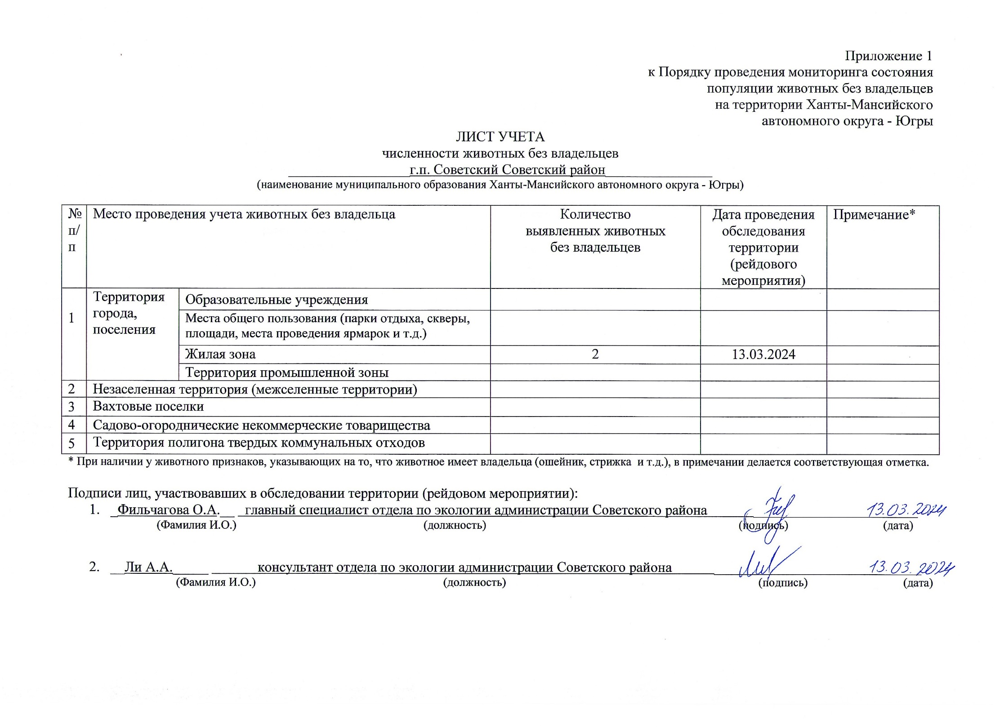 Приложение 1
к Порядку проведения мониторинга состояния
популяции животных без владельцев
на территории Ханты-Мансийского
автономного округа - Югры
ЛИСТ УЧЕТА
численности животных без владельцев
г.п. Советский Советский район
(наименование муниципального образования Ханты-Мансийского автономного округа - Югры)
№ п/п
Место проведения учета животных без владельца
Количество
выявленных животных
без владельцев
Дата проведения
обследования
территории
(рейдового
мероприятия)
Примечание*
1
Территория
города,
поселения
Образовательные учреждения
Места общего пользования (парки отдыха, скверы,
площади, места проведения ярмарок и т.д.)
Жилая зона 2 13.03.2024
Территория промышленной зоны
2 Незаселенная территория (межселенные территории)
3 Вахтовые поселки
4 Садово-огороднические некоммерческие товарищества
5 Территория полигона твердых коммунальных отходов
* При наличии у животного признаков, указывающих на то, что животное имеет владельца (ошейник, стрижка и т.д.), в примечании делается соответствующая отметка.
Подписи лиц, участвовавших в обследовании территории (рейдовом мероприятии):
1. Фильчагова О.А. главный специалист отдела по экологии администрации Советского района 13.03.2024
(Фамилия И.О.) (должность) (подпись) (дата)
2. Ли А.А. консультант отдела по экологии администрации Советского района 13.03.2024
(Фамилия И.О.) (должность) (подпись) (дата)